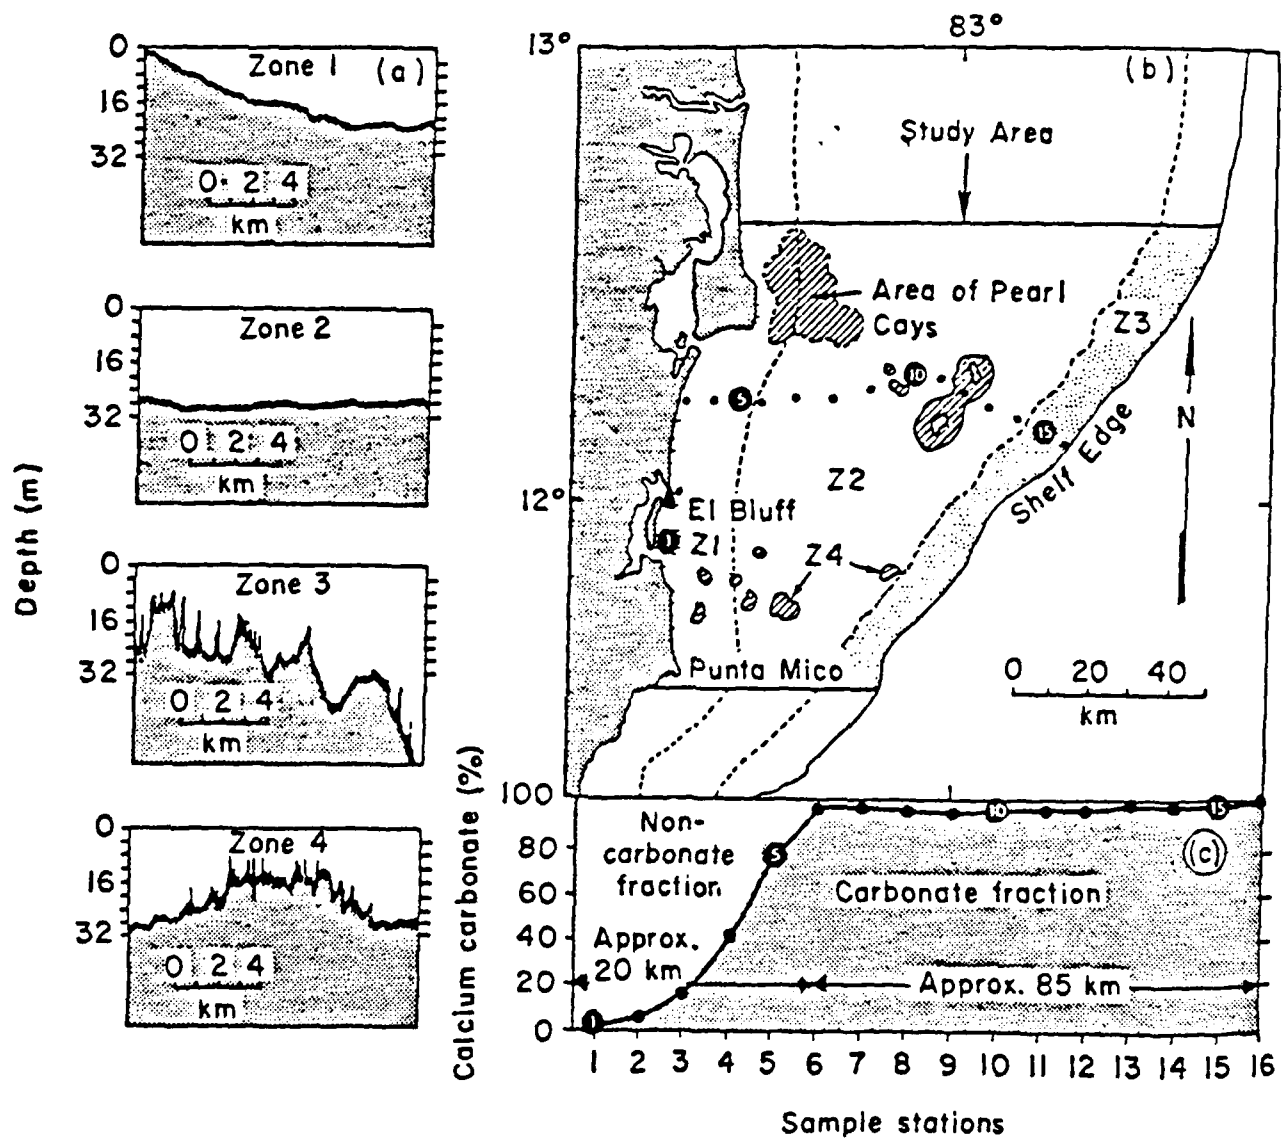 Depth (m)
0
16
32
Zone 1
(a)
0 2 4
km
0
16
32
Zone 2
0 2 4
km
0
16
32
Zone 3
0 2 4
km
0
16
32
Zone 4
0 2 4
km
83°
13°
12°
(b)
Study Area
Area of Pearl
Cays
Z3
10
5
15
N
Shelf Edge
Z2
El Bluff
1
Z1
Z4
Punta Mico
0 20 40
km
Calcium carbonate (%)
100
80
60
40
20
0
Non-
carbonate
fraction
Approx.
20 km
Carbonate fraction
Approx. 85 km
(c)
1
5
10
15
1 2 3 4 5 6 7 8 9 10 11 12 13 14 15 16
Sample stations